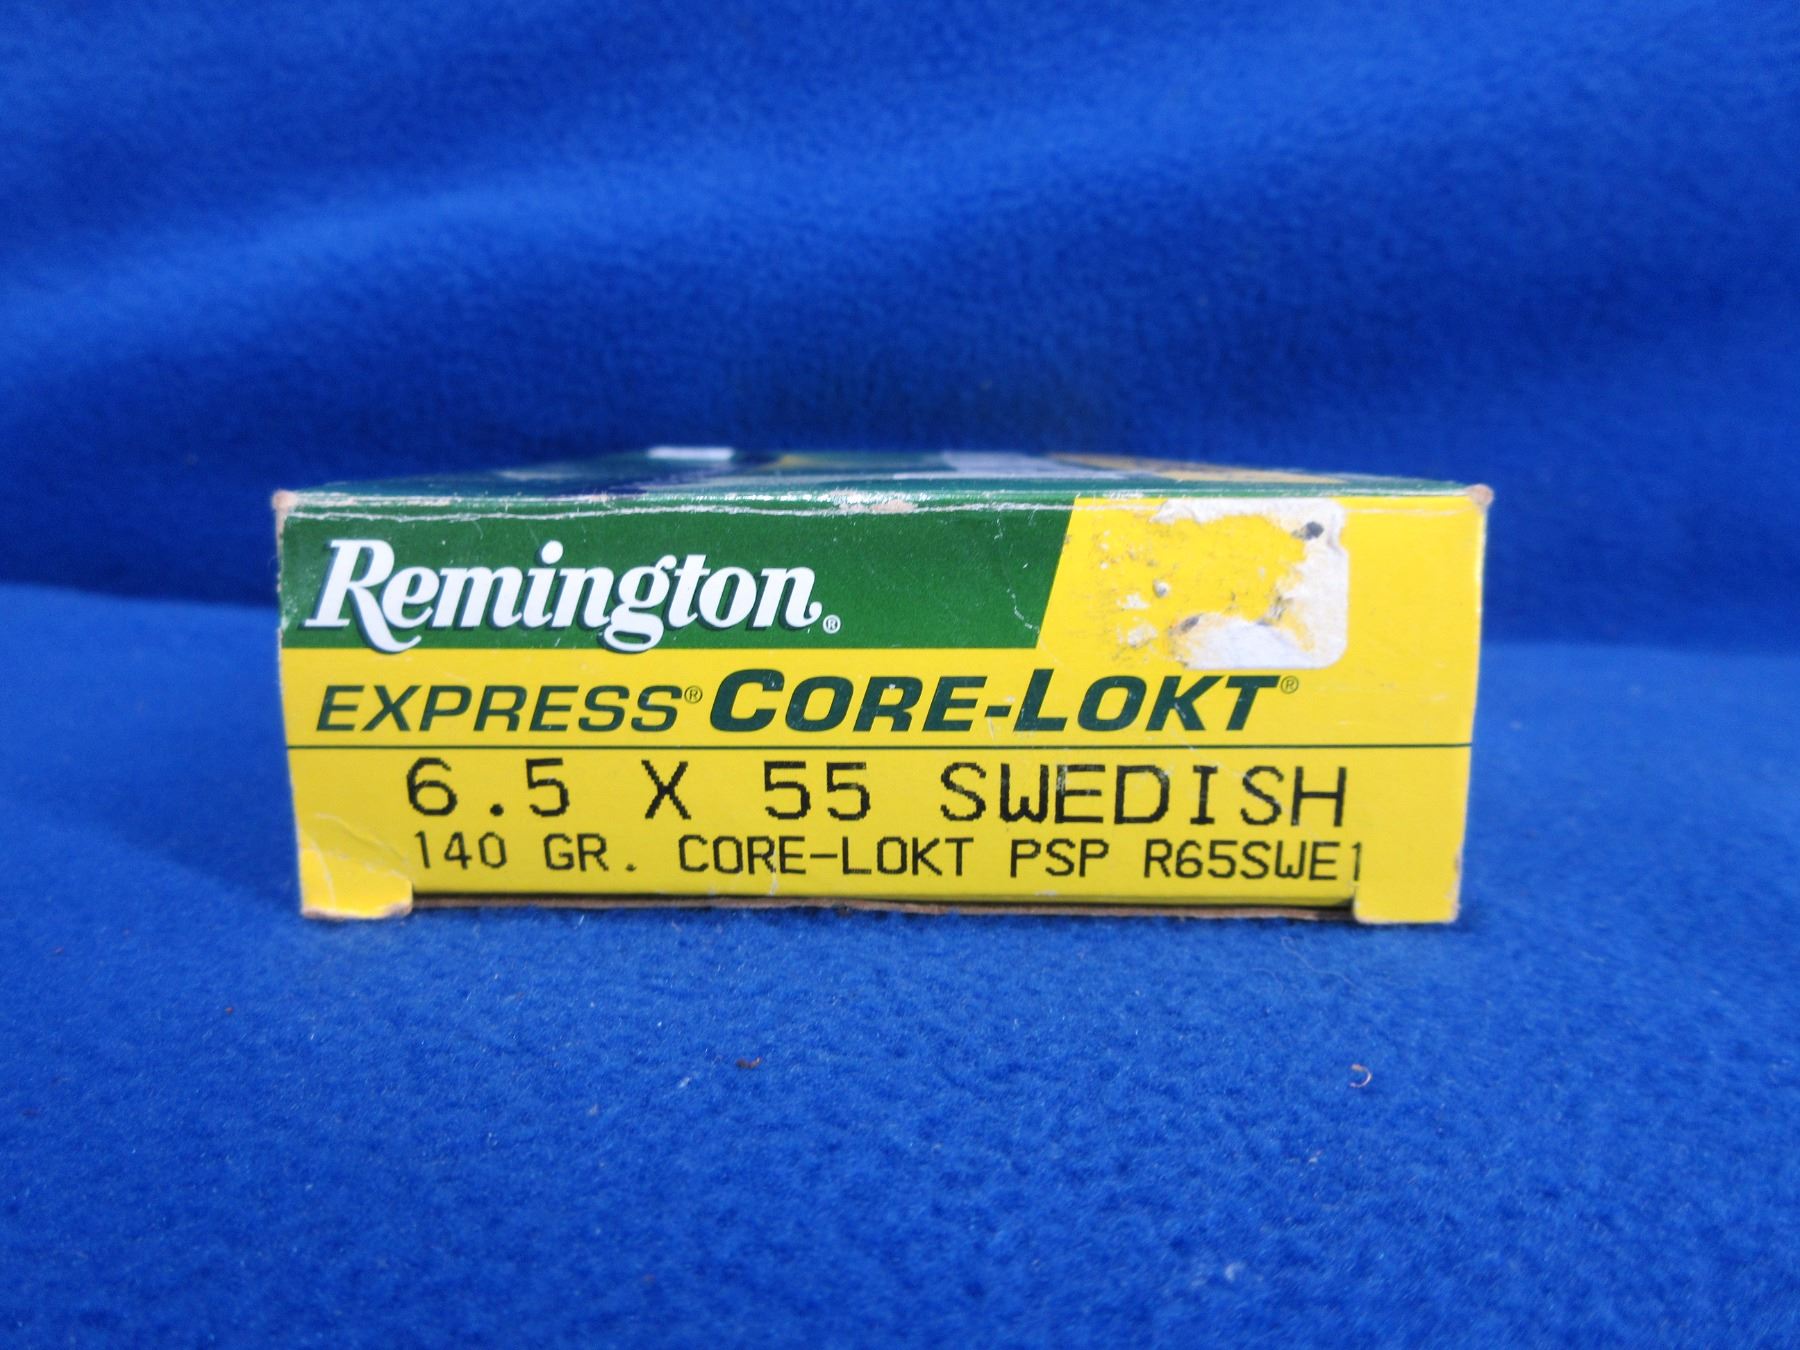 Remington®
EXPRESS® CORE-LOKT®
6.5 X 55 SWEDISH
140 GR. CORE-LOKT PSP R65SWE1